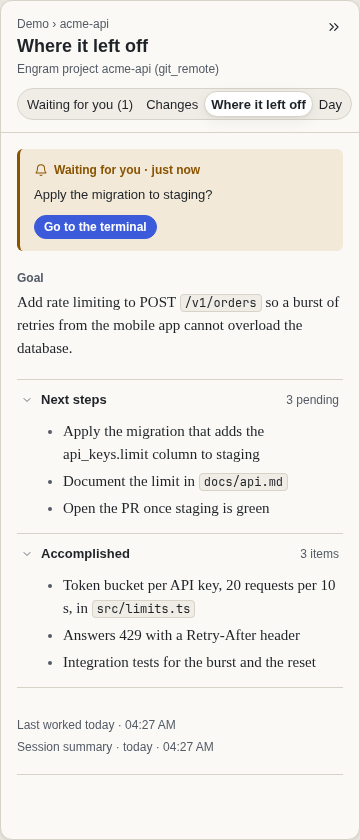 Demo › acme-api
Where it left off
Engram project acme-api (git_remote)
Waiting for you (1) Changes Where it left off Day
Waiting for you · just now
Apply the migration to staging?
Go to the terminal
Goal
Add rate limiting to POST /v1/orders so a burst of
retries from the mobile app cannot overload the
database.
Next steps 3 pending
• Apply the migration that adds the
api_keys.limit column to staging
• Document the limit in docs/api.md
• Open the PR once staging is green
Accomplished 3 items
• Token bucket per API key, 20 requests per 10
s, in src/limits.ts
• Answers 429 with a Retry-After header
• Integration tests for the burst and the reset
Last worked today · 04:27 AM
Session summary · today · 04:27 AM